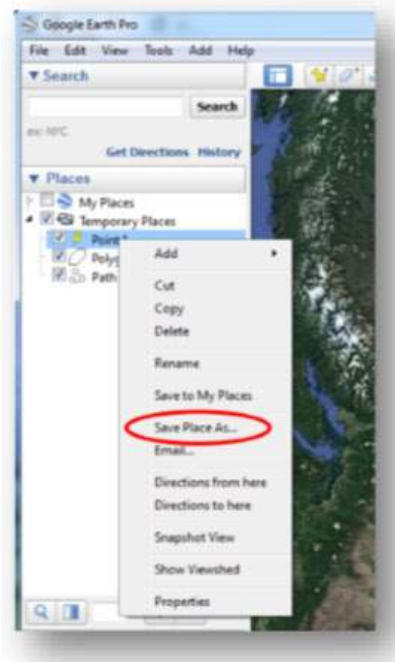 Google Earth Pro
File Edit View Tools Add Help
Search
Search
ex: NYC
Get Directions History
Places
My Places
Temporary Places
Point
Polyg
Path
Add
Cut
Copy
Delete
Rename
Save to My Places
Save Place As...
Email...
Directions from here
Directions to here
Snapshot View
Show Viewshed
Properties